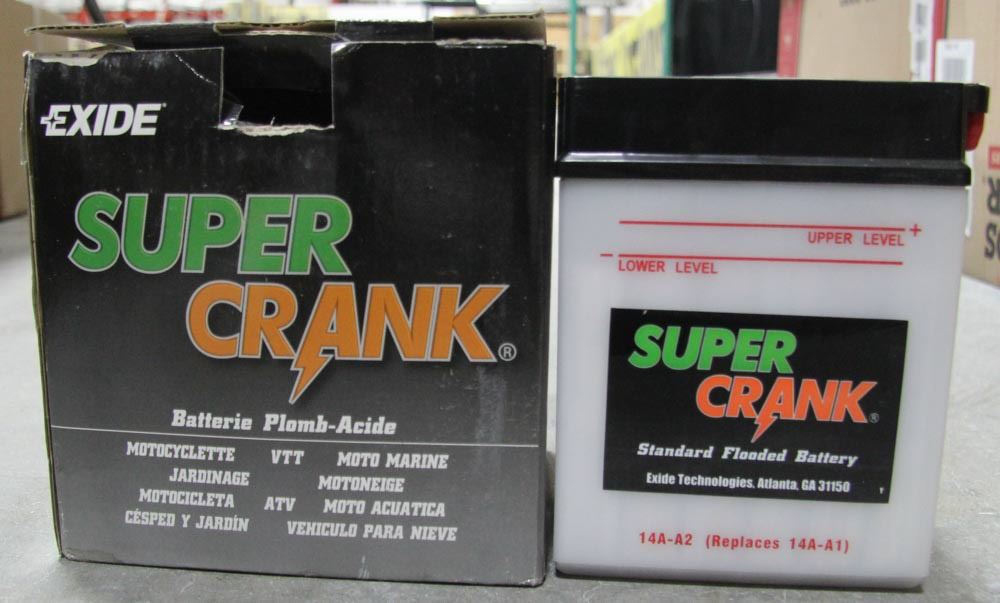 EXIDE
SUPER
CRANK®
Batterie Plomb-Acide
MOTOCYCLETTE VTT MOTO MARINE
JARDINAGE MOTONEIGE
MOTOCICLETA ATV MOTO ACUATICA
CÉSPED Y JARDÍN VEHICULO PARA NIEVE
UPPER LEVEL +
- LOWER LEVEL
SUPER
CRANK®
Standard Flooded Battery
Exide Technologies, Atlanta, GA 31150
14A-A2 (Replaces 14A-A1)